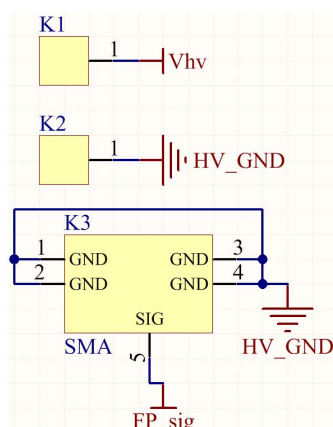 K1
1
Vhv
K2
1
HV_GND
K3
1 GND GND 3
2 GND GND 4
SIG
SMA
5
HV_GND
FP_sig